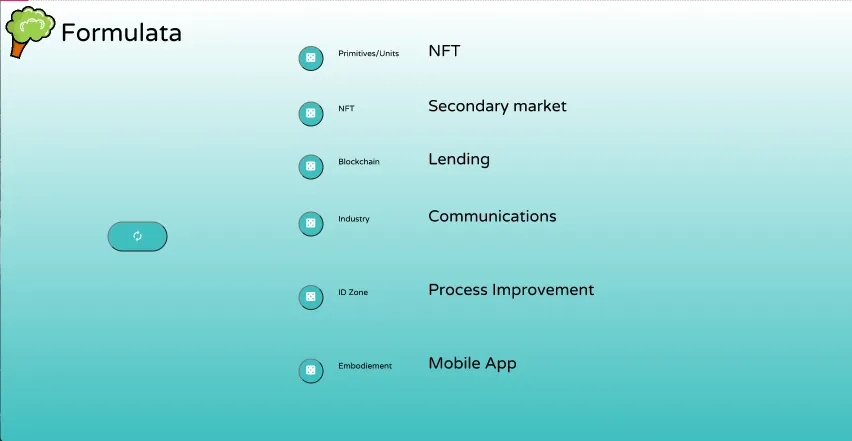 Formulata
Primitives/Units NFT
NFT Secondary market
Blockchain Lending
Industry Communications
ID Zone Process Improvement
Embodiement Mobile App